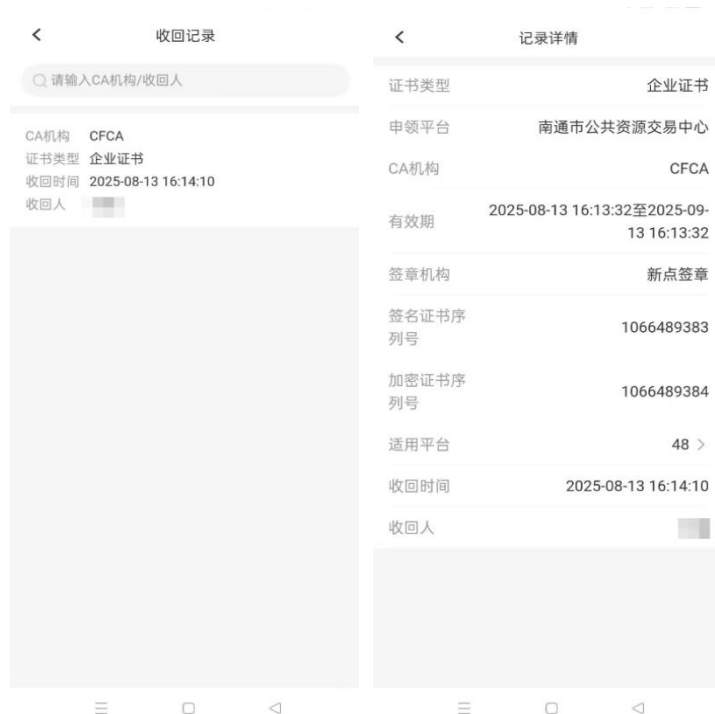 收回记录
请输入CA机构/收回人
CA机构 CFCA
证书类型 企业证书
收回时间 2025-08-13 16:14:10
收回人
记录详情
证书类型 企业证书
申领平台 南通市公共资源交易中心
CA机构 CFCA
有效期 2025-08-13 16:13:32至2025-09-
13 16:13:32
签章机构 新点签章
签名证书序
列号 1066489383
加密证书序
列号 1066489384
适用平台 48
收回时间 2025-08-13 16:14:10
收回人